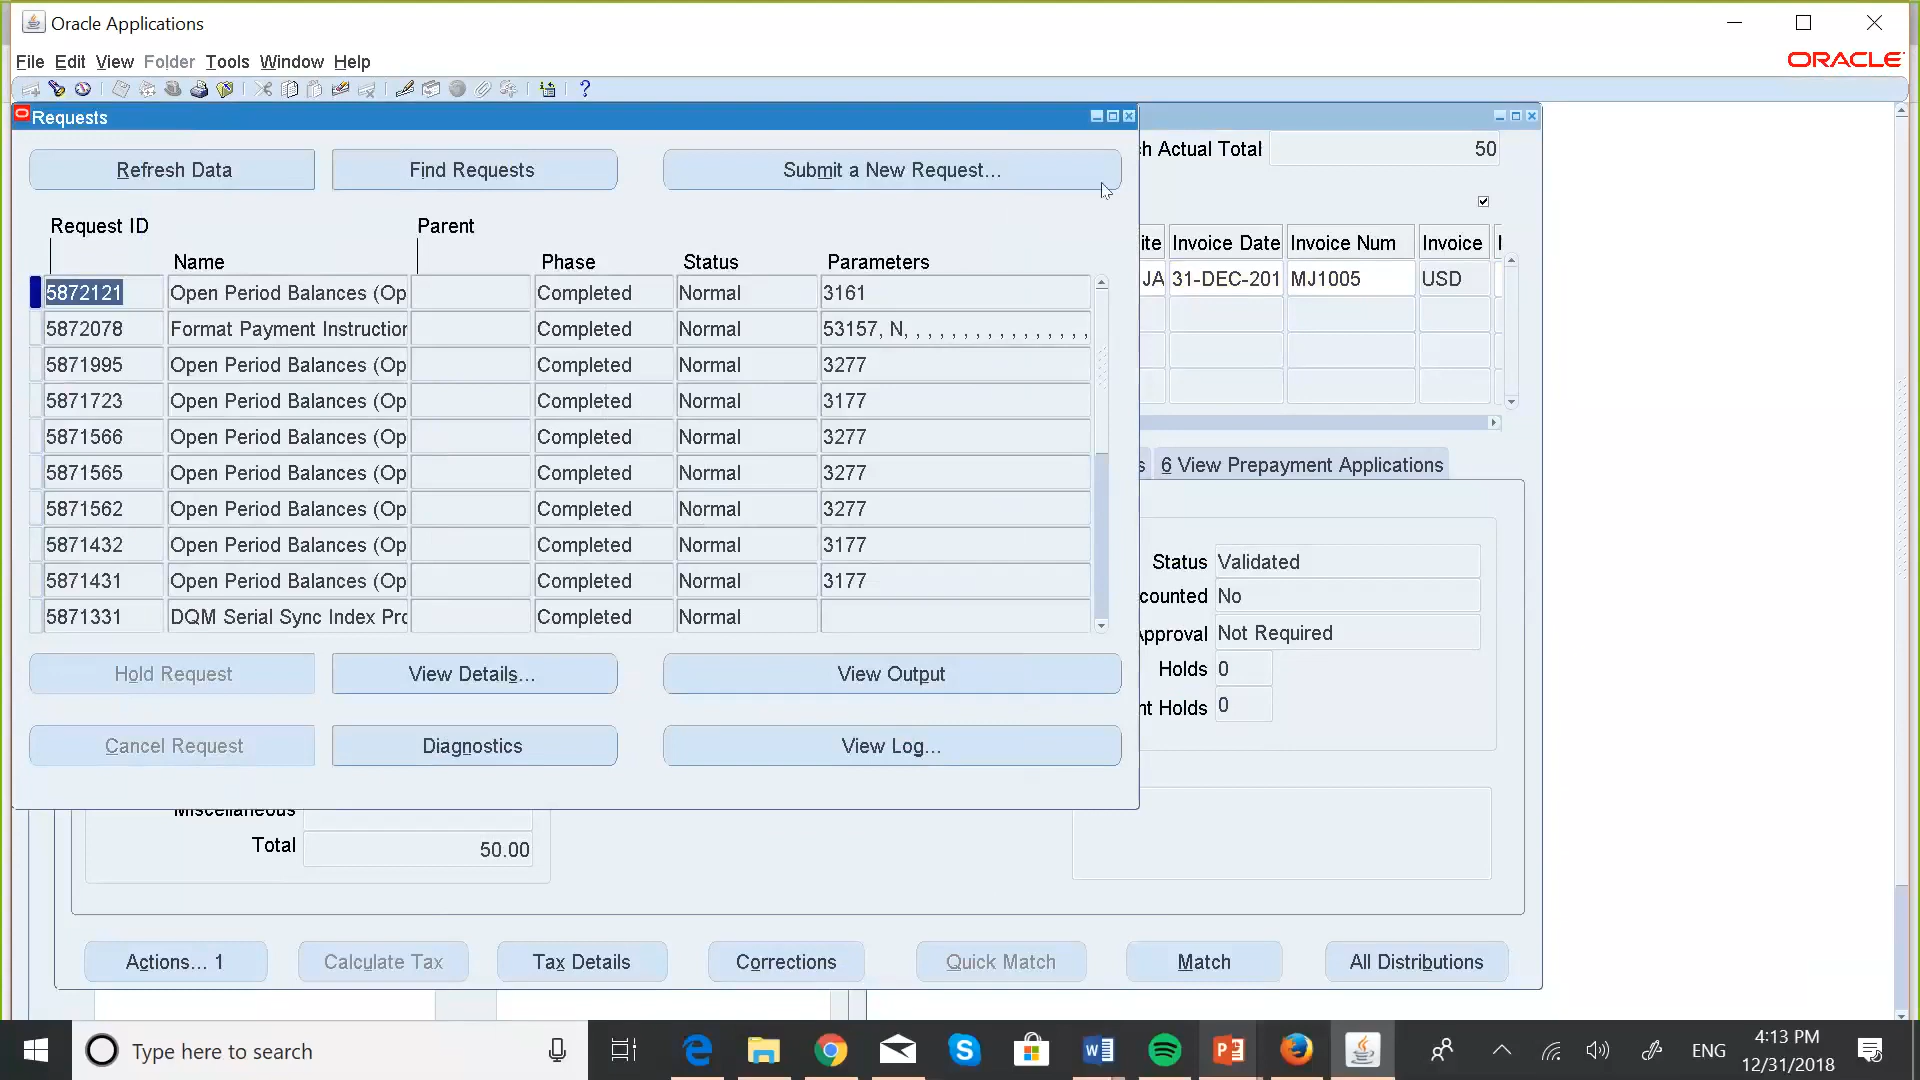 Oracle Applications
File Edit View Folder Tools Window Help
ORACLE
Requests
Refresh Data Find Requests Submit a New Request...
Actual Total 50
Request ID Name Parent Phase Status Parameters
5872121 Open Period Balances (Op Completed Normal 3161
5872078 Format Payment Instruction Completed Normal 53157, N, , , , , , , , , , , , , , ,
5871995 Open Period Balances (Op Completed Normal 3277
5871723 Open Period Balances (Op Completed Normal 3177
5871566 Open Period Balances (Op Completed Normal 3277
5871565 Open Period Balances (Op Completed Normal 3277
5871562 Open Period Balances (Op Completed Normal 3277
5871432 Open Period Balances (Op Completed Normal 3177
5871431 Open Period Balances (Op Completed Normal 3177
5871331 DQM Serial Sync Index Pro Completed Normal
Hold Request View Details... View Output
Cancel Request Diagnostics View Log...
ite Invoice Date Invoice Num Invoice
JA 31-DEC-201 MJ1005 USD
s 6 View Prepayment Applications
Status Validated
counted No
Approval Not Required
Holds 0
nt Holds 0
Miscellaneous
Total 50.00
Actions... 1 Calculate Tax Tax Details Corrections Quick Match Match All Distributions
Type here to search
ENG
4:13 PM
12/31/2018